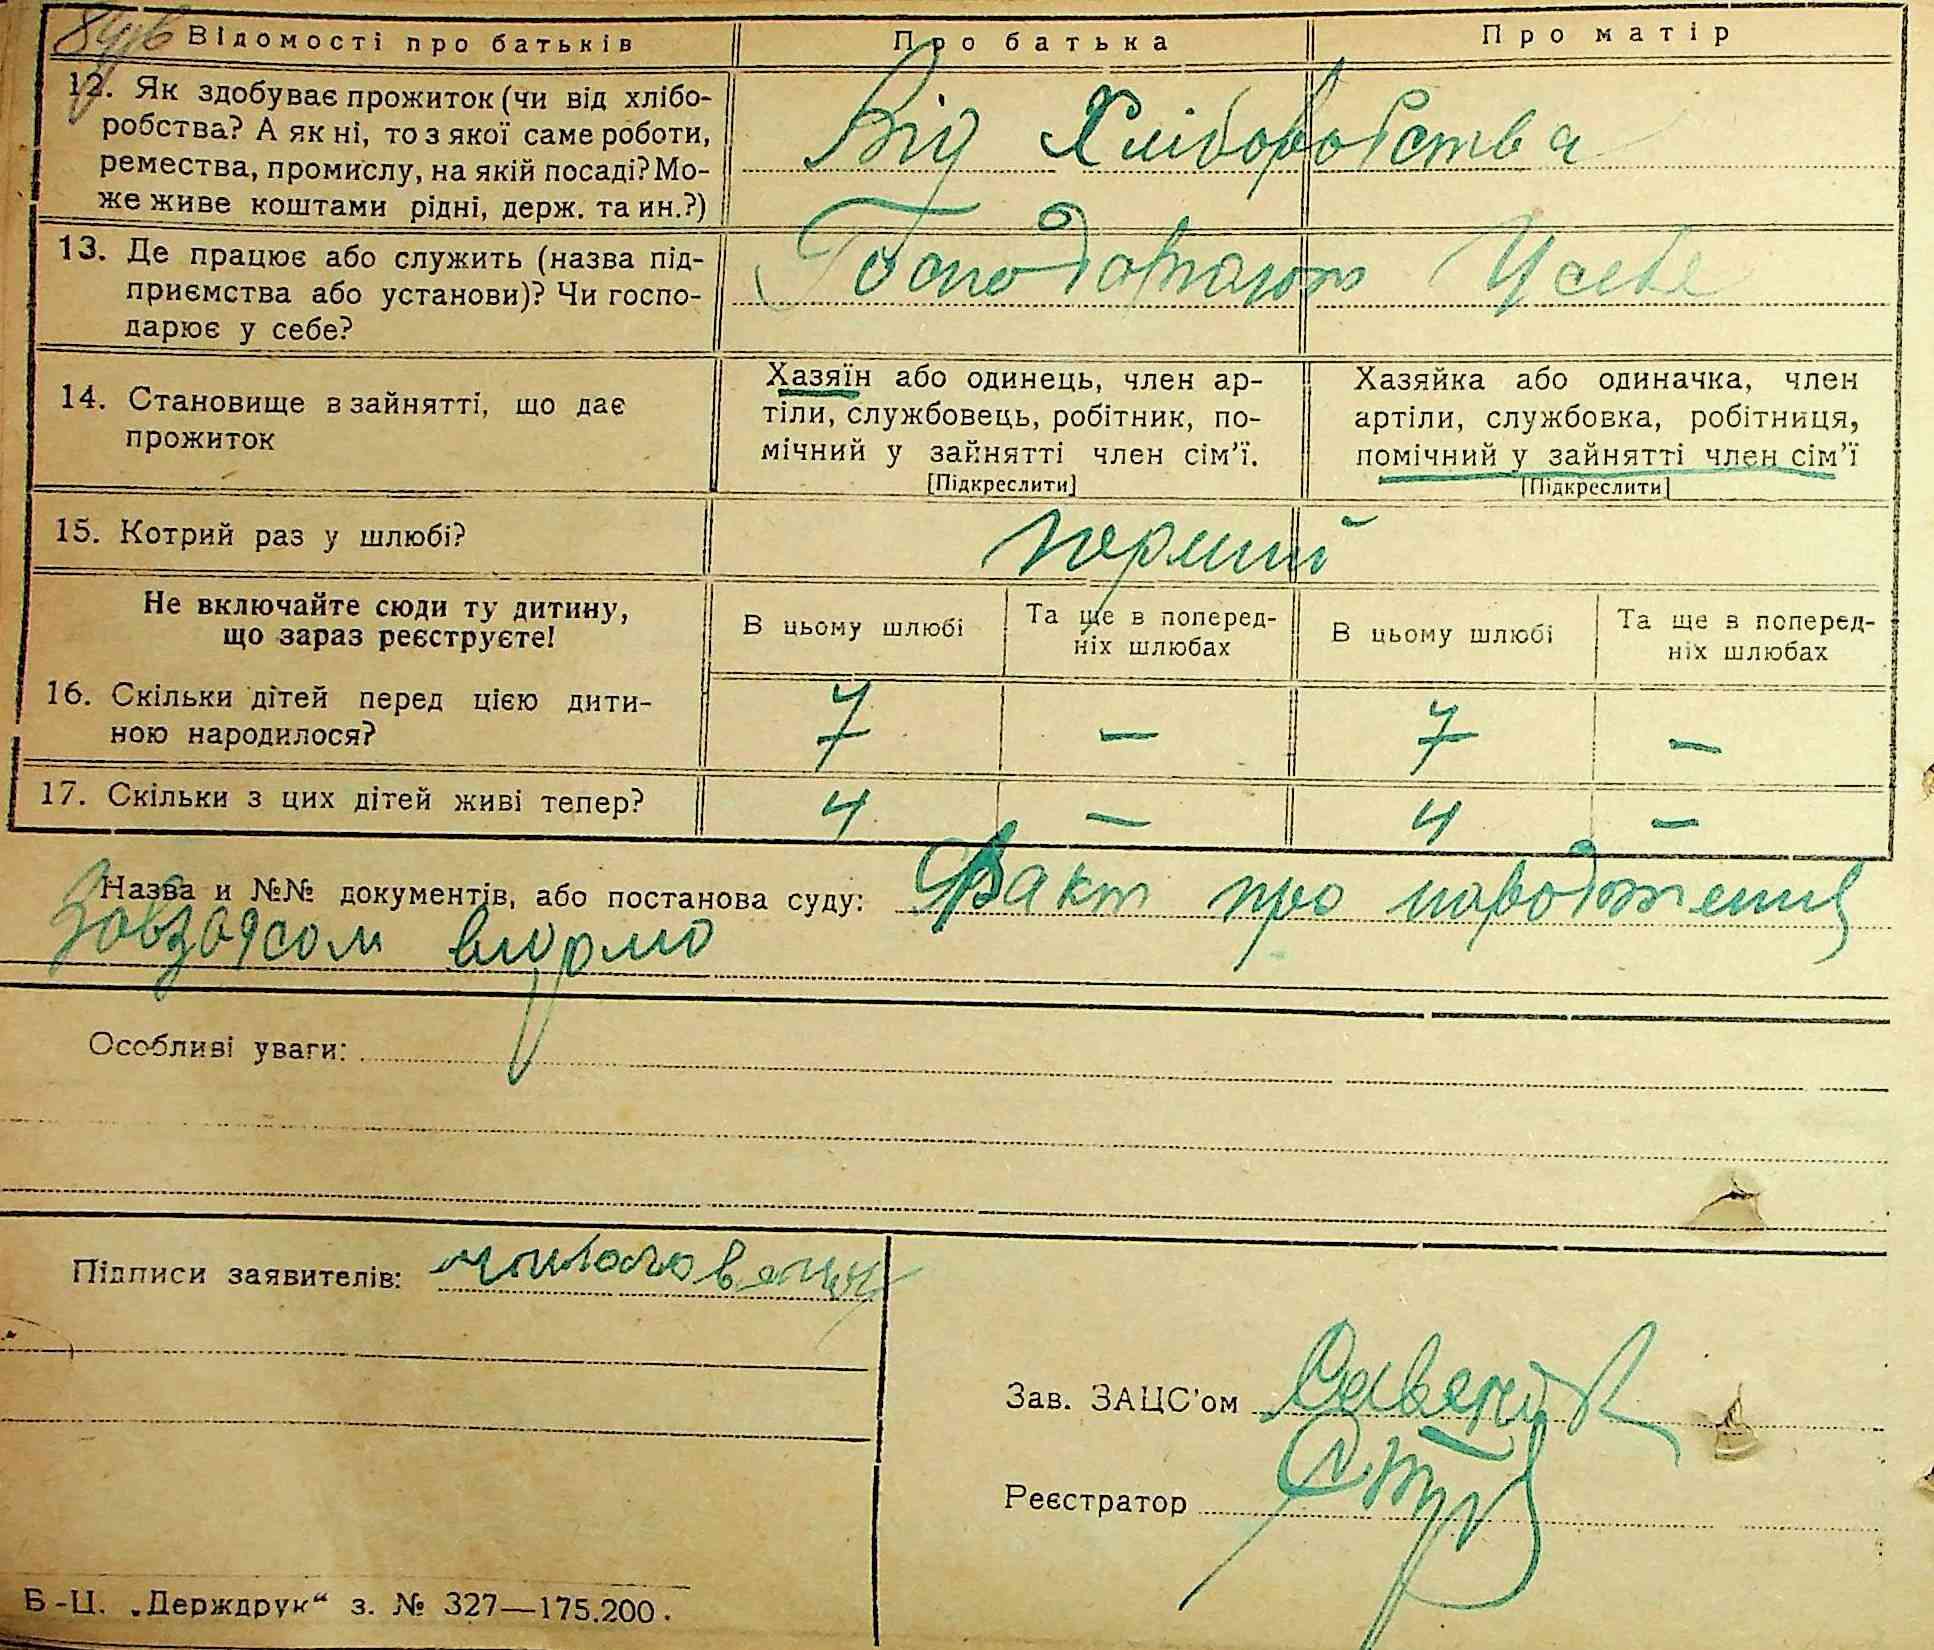 Відомості про батьків Про батька Про матір
12. Як здобуває прожиток (чи від хлібо-
робства? А як ні, то з якої саме роботи,
ремества, промислу, на якій посаді? Мо-
же живе коштами рідні, держ. та ин.?)
Від Хліборобства
13. Де працює або служить (назва під-
приємства або установи)? Чи госпо-
дарює у себе?
Господарюють У себе
14. Становище в зайнятті, що дає
прожиток
Хазяїн або одинець, член ар-
тіли, службовець, робітник, по-
мічний у зайнятті член сім'ї.
[Підкреслити]
Хазяйка або одиначка, член
артіли, службовка, робітниця,
помічний у зайнятті член сім'ї
[Підкреслити]
15. Котрий раз у шлюбі?
перший
Не включайте сюди ту дитину,
що зараз реєструєте!
В цьому шлюбі
Та ще в поперед-
ніх шлюбах
В цьому шлюбі
Та ще в поперед-
ніх шлюбах
16. Скільки дітей перед цією дити-
ною народилося?
7 — 7 —
17. Скільки з цих дітей живі тепер? 4 — 4 —
Назва и №№ документів, або постанова суду: Факт про народження
Особливі уваги:
Підписи заявителів:
Зав. ЗАЦС'ом
Реєстратор
Б-Ц. „Держдрук“ з. № 327—175.200.